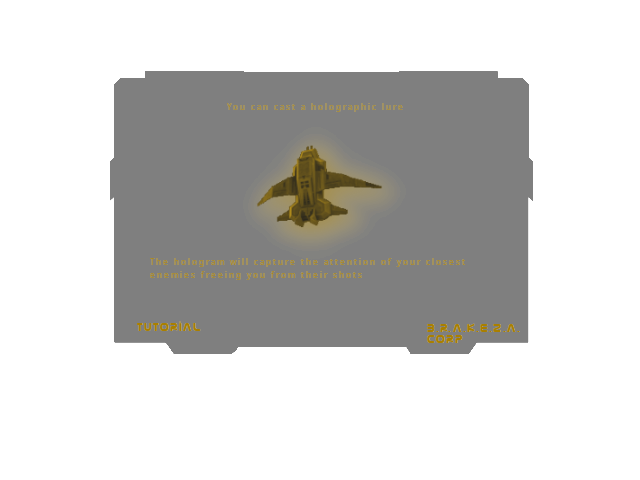 You can cast a holographic lure
The hologram will capture the attention of your closest
enemies freeing you from their shots
TUTORIAL
CORP